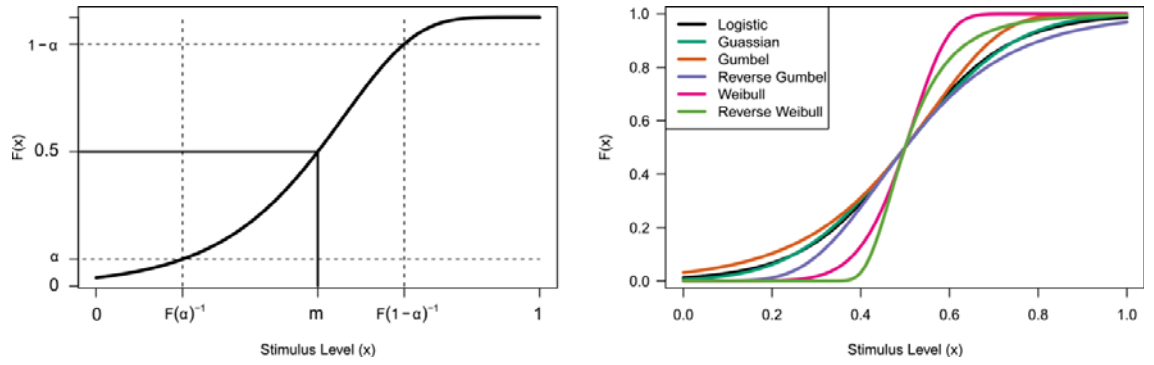 1−α
0.5
α
0
F(x)
0
F(α)⁻¹
m
F(1−α)⁻¹
1
Stimulus Level (x)
1.0
0.8
0.6
0.4
0.2
0.0
F(x)
Logistic
Guassian
Gumbel
Reverse Gumbel
Weibull
Reverse Weibull
0.0
0.2
0.4
0.6
0.8
1.0
Stimulus Level (x)